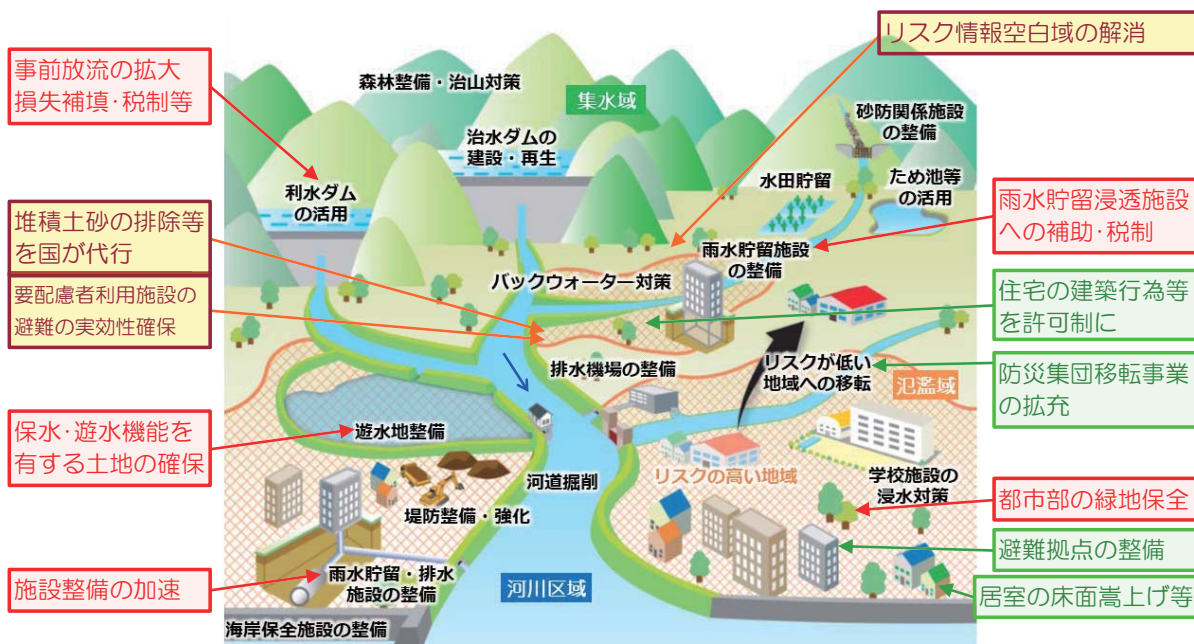 リスク情報空白域の解消
事前放流の拡大
損失補填・税制等
森林整備・治山対策
集水域
砂防関係施設
の整備
治水ダムの
建設・再生
水田貯留
ため池等
の活用
利水ダム
の活用
雨水貯留浸透施設
への補助・税制
堆積土砂の排除等
を国が代行
雨水貯留施設
の整備
バックウォーター対策
要配慮者利用施設の
避難の実効性確保
住宅の建築行為等
を許可制に
排水機場の整備
リスクが低い
地域への移転
氾濫域
防災集団移転事業
の拡充
保水・遊水機能を
有する土地の確保
遊水地整備
リスクの高い地域
学校施設の
浸水対策
河道掘削
都市部の緑地保全
堤防整備・強化
避難拠点の整備
施設整備の加速
雨水貯留・排水
施設の整備
河川区域
居室の床面嵩上げ等
海岸保全施設の整備